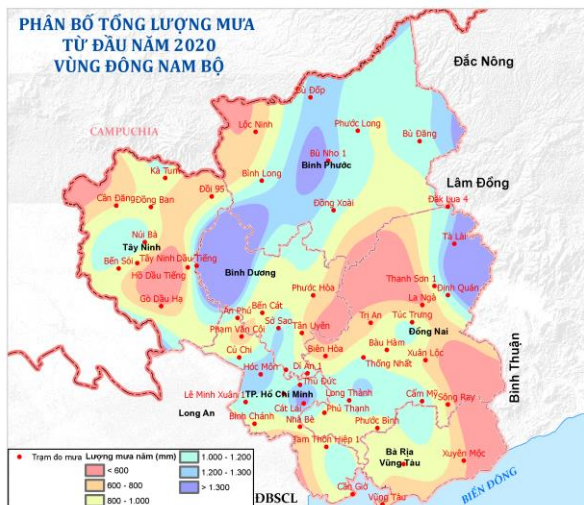 PHÂN BỐ TỔNG LƯỢNG MƯA
TỪ ĐẦU NĂM 2020
VÙNG ĐÔNG NAM BỘ
Đắc Nông
Bù Đốp
CAMPUCHIA
Lộc Ninh
Phước Long
Bù Đăng
Bù Nho 1
Bình Phước
Kà Tum
Bình Long
Lâm Đồng
Đồi 95
Cần Đăng
Đồng Ban
Đồng Xoài
Đăk Lua 4
Núi Bà
Tây Ninh
Tà Lài
Bến Sỏi
Tây Ninh
Dầu Tiếng
Hồ Dầu Tiếng
Bình Dương
Thanh Sơn 1
Định Quán
Gò Dầu Hạ
Phước Hòa
La Ngà
An Phú
Bến Cát
Sở Sao
Trị An
Túc Trưng
Phạm Văn Cội
Tân Uyên
Đồng Nai
Củ Chi
Biên Hòa
Bàu Hàm
Xuân Lộc
Bình Thuận
Hóc Môn
Dĩ An 1
Thống Nhất
Thủ Đức
Lê Minh Xuân 1
TP. Hồ Chí Minh
Long Thành
Cẩm Mỹ
Sông Ray
Long An
Cát Lái
Phú Thạnh
Bình Chánh
Nhà Bè
Phước Bình
Tam Thôn Hiệp 1
Bà Rịa
Vũng Tàu
Xuyên Mộc
Cần Giờ
Vũng Tàu
BIỂN ĐÔNG
ĐBSCL
Trạm đo mưa
Lượng mưa năm (mm)
< 600
600 - 800
800 - 1.000
1.000 - 1.200
1.200 - 1.300
> 1.300